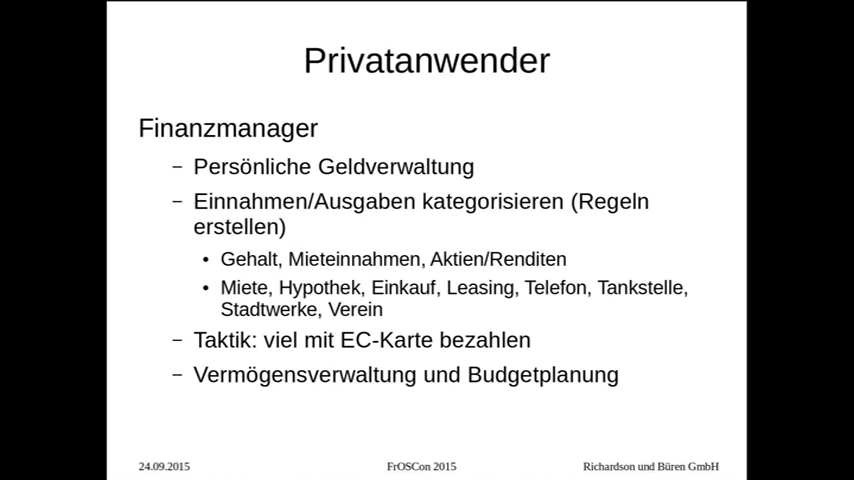 Privatanwender
Finanzmanager
– Persönliche Geldverwaltung
– Einnahmen/Ausgaben kategorisieren (Regeln
erstellen)
• Gehalt, Mieteinnahmen, Aktien/Renditen
• Miete, Hypothek, Einkauf, Leasing, Telefon, Tankstelle,
Stadtwerke, Verein
– Taktik: viel mit EC-Karte bezahlen
– Vermögensverwaltung und Budgetplanung
24.09.2015 FrOSCon 2015 Richardson und Büren GmbH